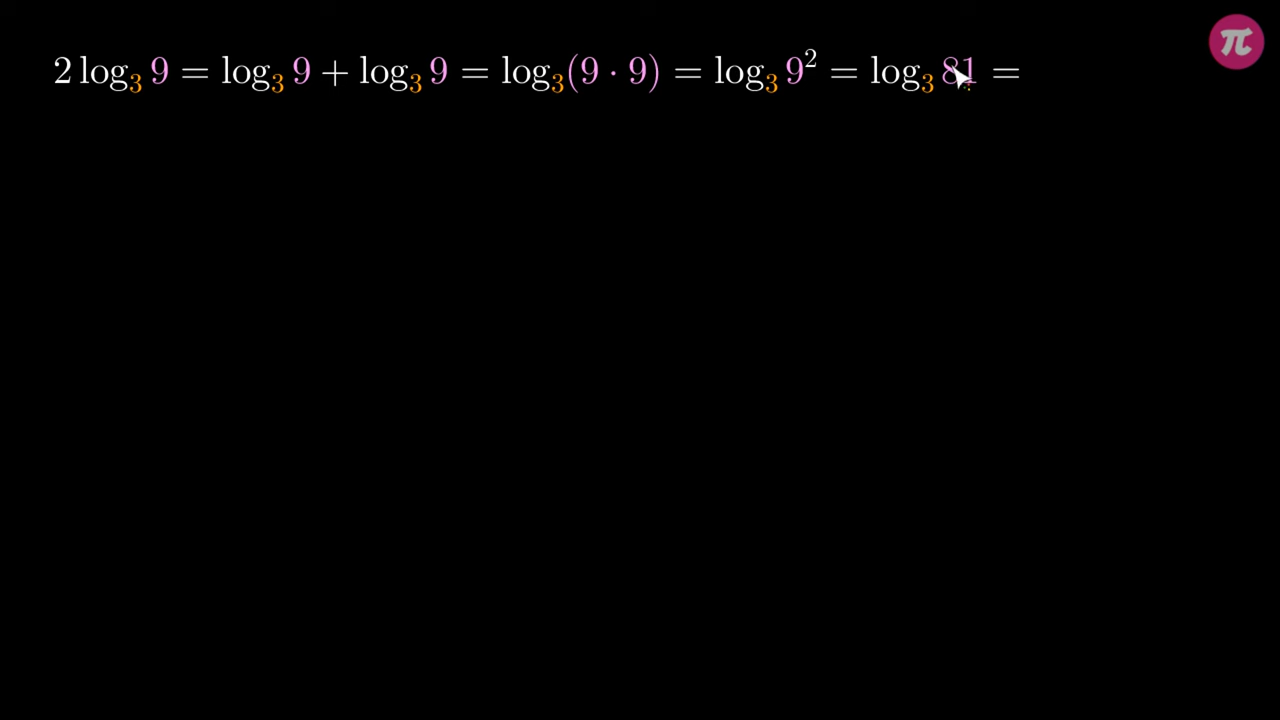 2 log₃ 9 = log₃ 9 + log₃ 9 = log₃(9 · 9) = log₃ 9² = log₃ 81 =
π